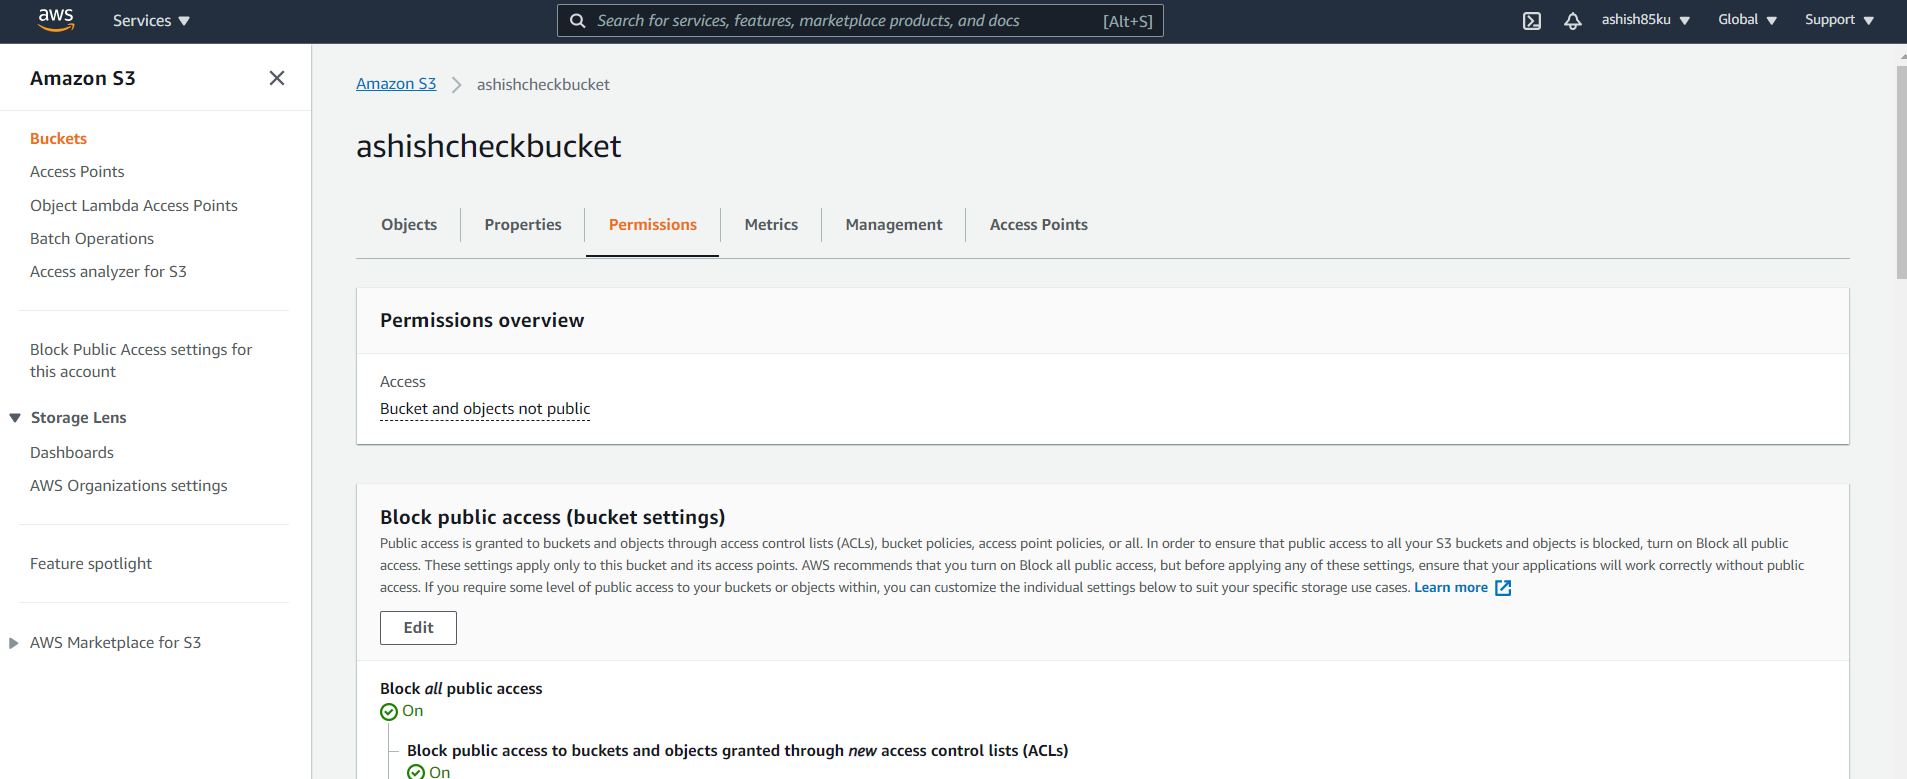 aws
Services
Search for services, features, marketplace products, and docs [Alt+S]
ashish85ku
Global
Support
Amazon S3
Buckets
Access Points
Object Lambda Access Points
Batch Operations
Access analyzer for S3
Block Public Access settings for
this account
Storage Lens
Dashboards
AWS Organizations settings
Feature spotlight
AWS Marketplace for S3
Amazon S3 > ashishcheckbucket
ashishcheckbucket
Objects
Properties
Permissions
Metrics
Management
Access Points
Permissions overview
Access
Bucket and objects not public
Block public access (bucket settings)
Public access is granted to buckets and objects through access control lists (ACLs), bucket policies, access point policies, or all. In order to ensure that public access to all your S3 buckets and objects is blocked, turn on Block all public
access. These settings apply only to this bucket and its access points. AWS recommends that you turn on Block all public access, but before applying any of these settings, ensure that your applications will work correctly without public
access. If you require some level of public access to your buckets or objects within, you can customize the individual settings below to suit your specific storage use cases. Learn more
Edit
Block all public access
On
Block public access to buckets and objects granted through new access control lists (ACLs)
On